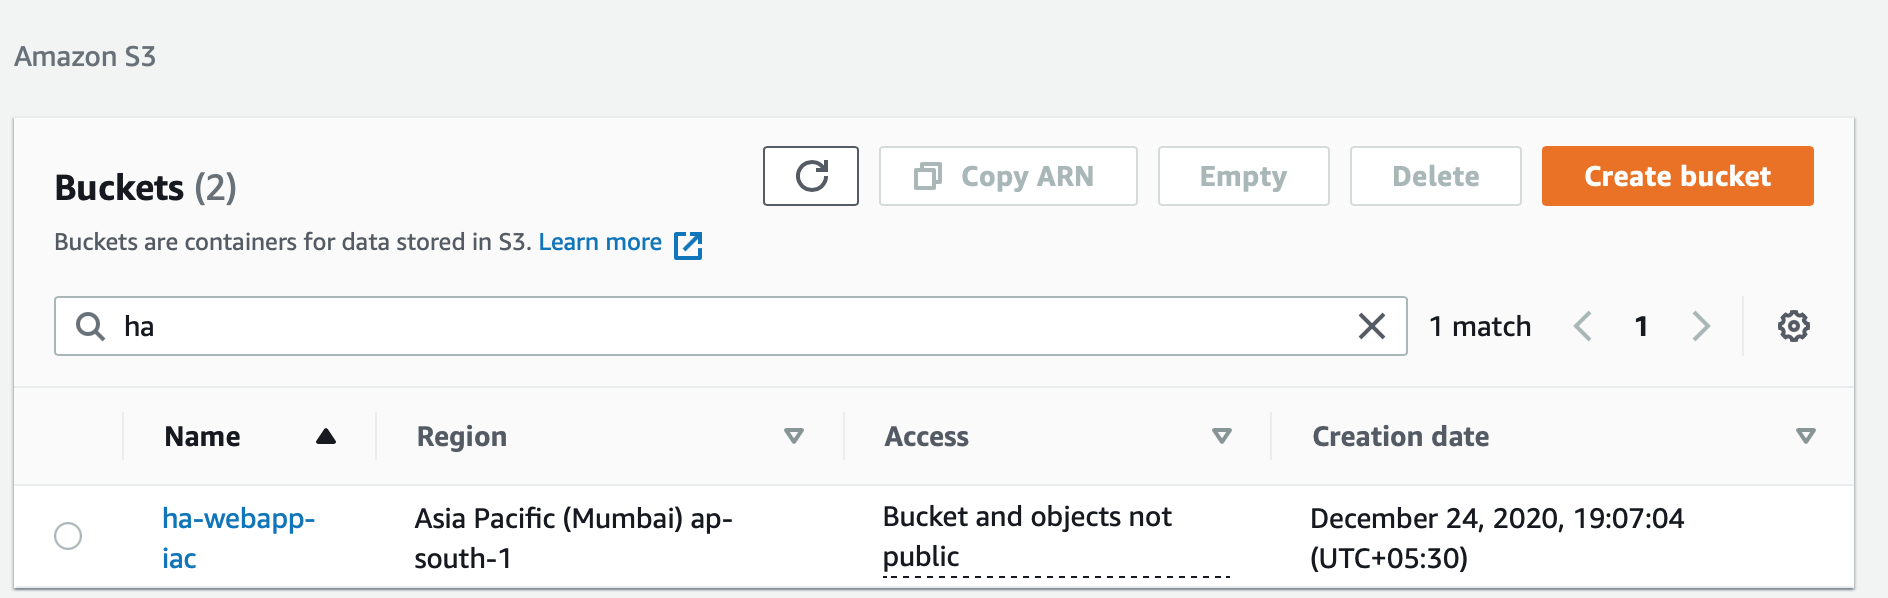 Amazon S3
Buckets (2)
Copy ARN
Empty
Delete
Create bucket
Buckets are containers for data stored in S3. Learn more
ha
1 match
1
Name
Region
Access
Creation date
ha-webapp-
iac
Asia Pacific (Mumbai) ap-
south-1
Bucket and objects not
public
December 24, 2020, 19:07:04
(UTC+05:30)